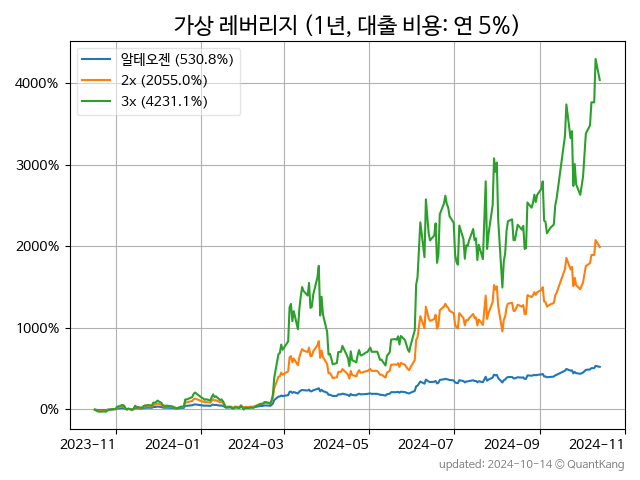 가상 레버리지 (1년, 대출 비용: 연 5%)
알테오젠 (530.8%)
2x (2055.0%)
3x (4231.1%)
4000%
3000%
2000%
1000%
0%
2023-11 2024-01 2024-03 2024-05 2024-07 2024-09 2024-11
updated: 2024-10-14 © QuantKang